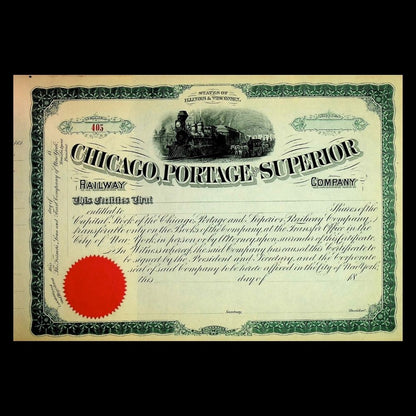 STATES OF
ILLINOIS & WISCONSIN.
405
CHICAGO, PORTAGE AND SUPERIOR
RAILWAY COMPANY
This Certifies That
entitled to Shares of the
Capital Stock of the Chicago, Portage and Superior Railway Company,
transferable only on the Books of the Company at the Transfer Office in the
City of New York in person or by Attorney upon surrender of this Certificate.
In Witness whereof, the said Company has caused this Certificate to
be signed by the President and Secretary, and the Corporate
seal of said Company to be hereto affixed in the City of New York,
this day of 18
Secretary. President.